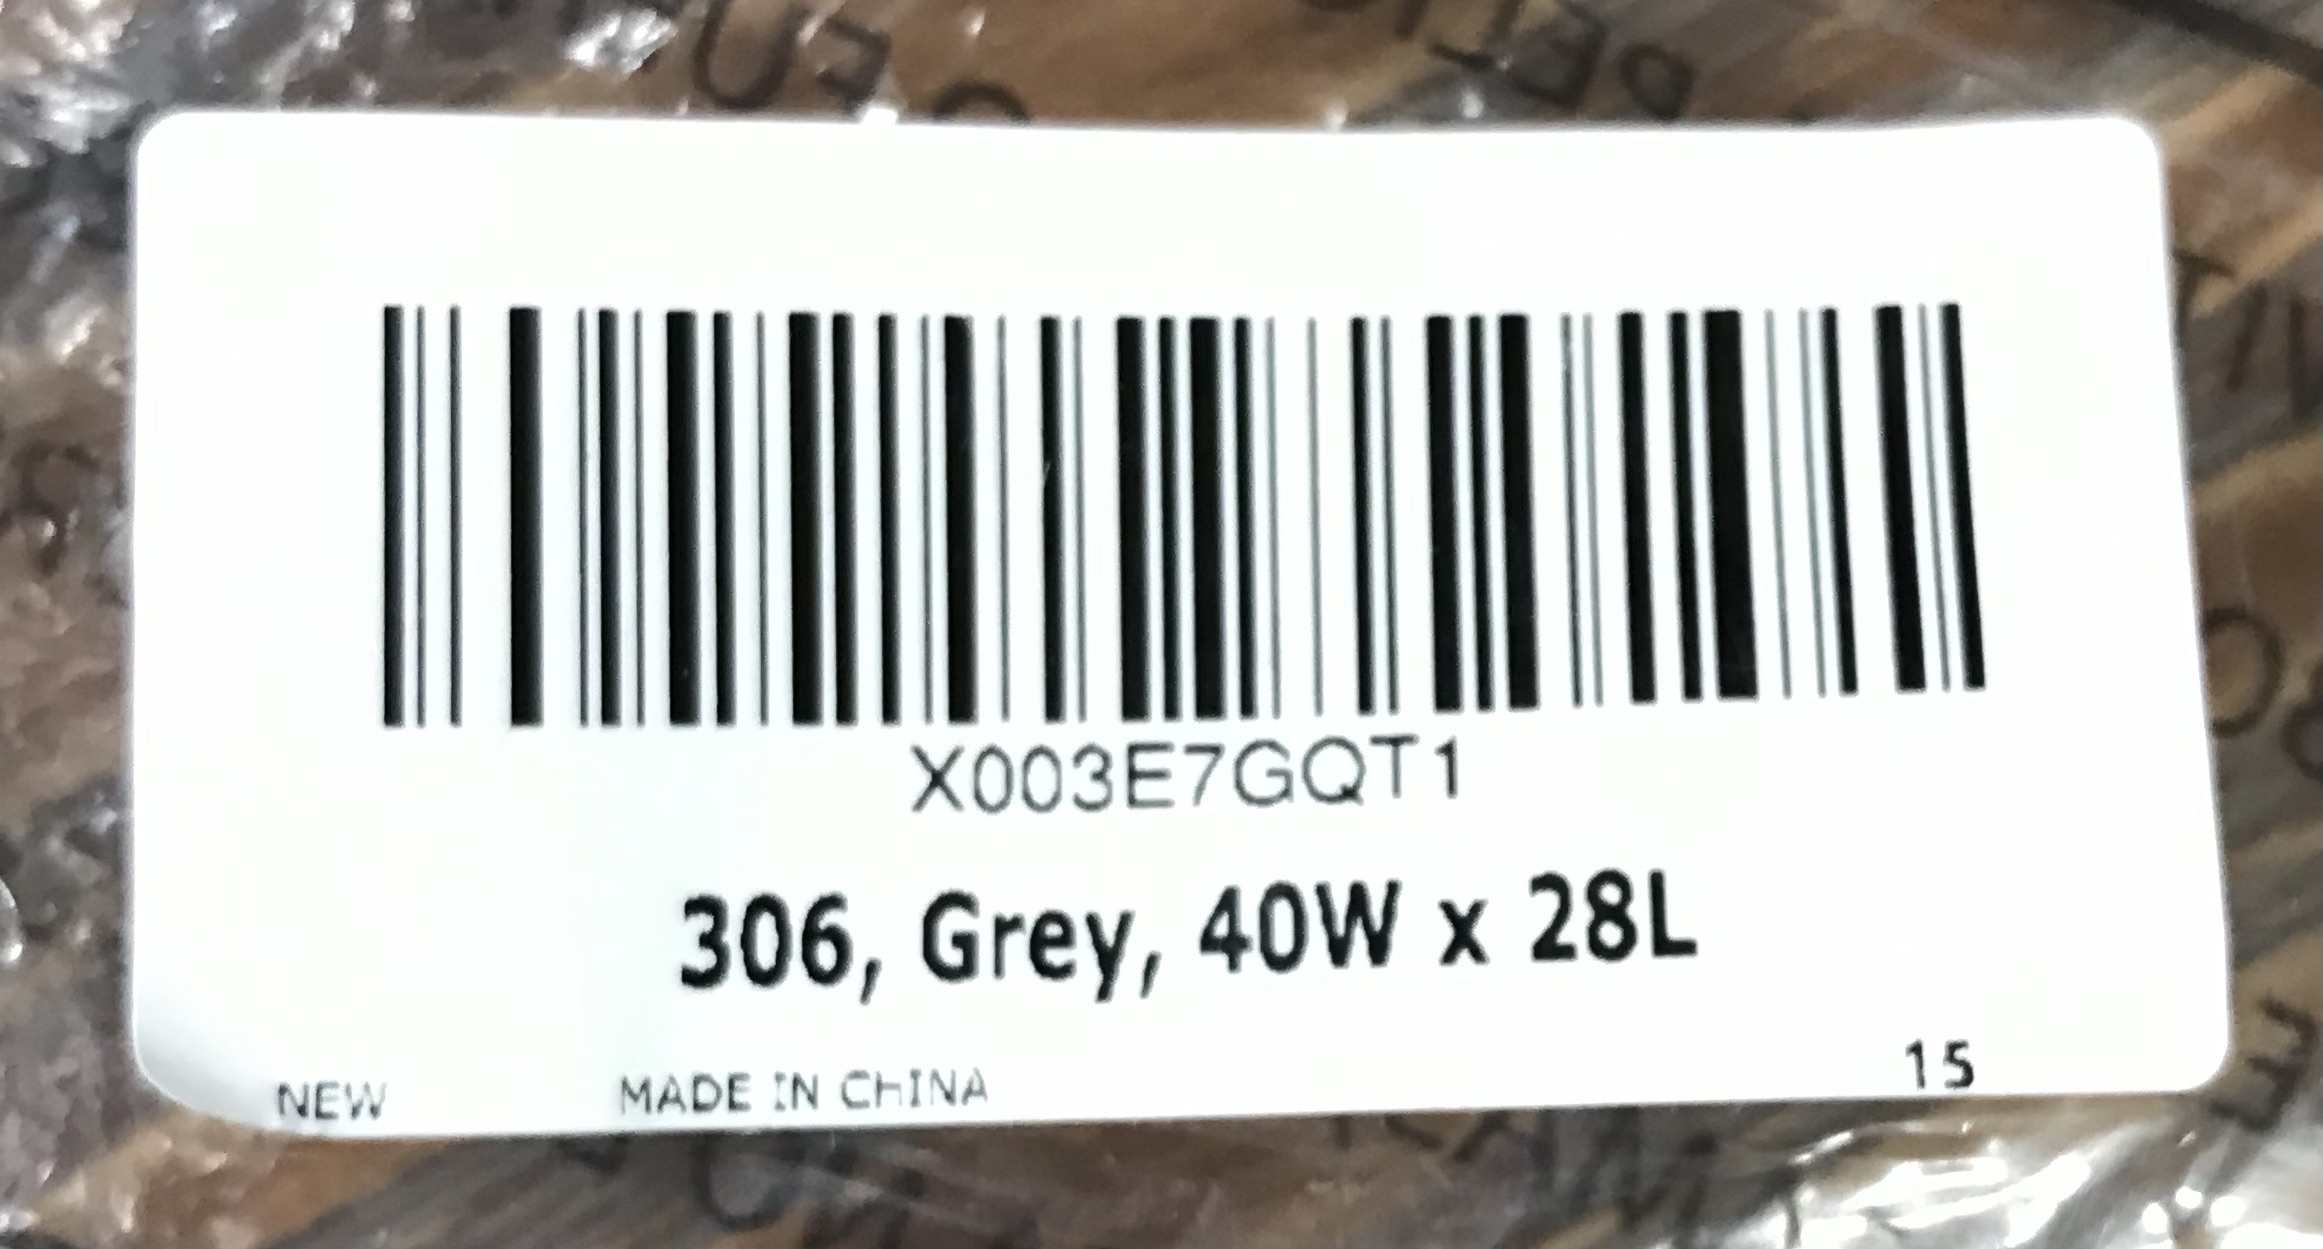 X003E7GQT1
306, Grey, 40W x 28L
15
NEW MADE IN CHINA